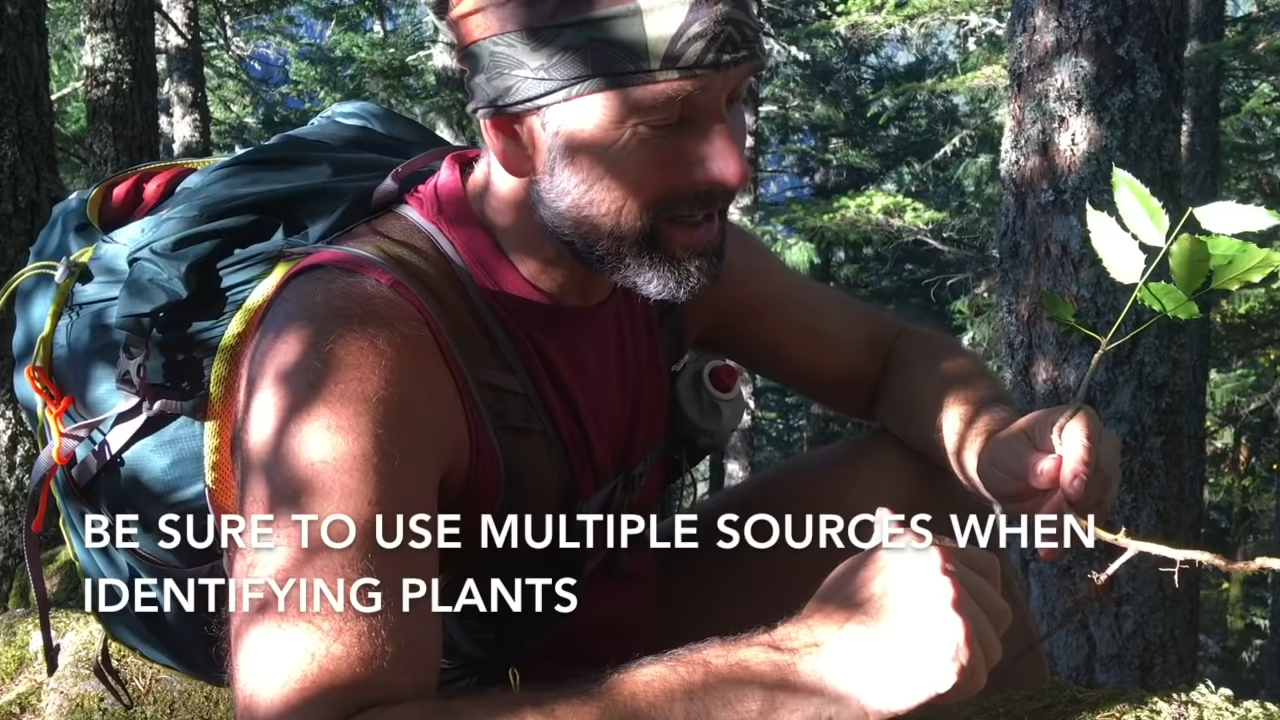 BE SURE TO USE MULTIPLE SOURCES WHEN
IDENTIFYING PLANTS